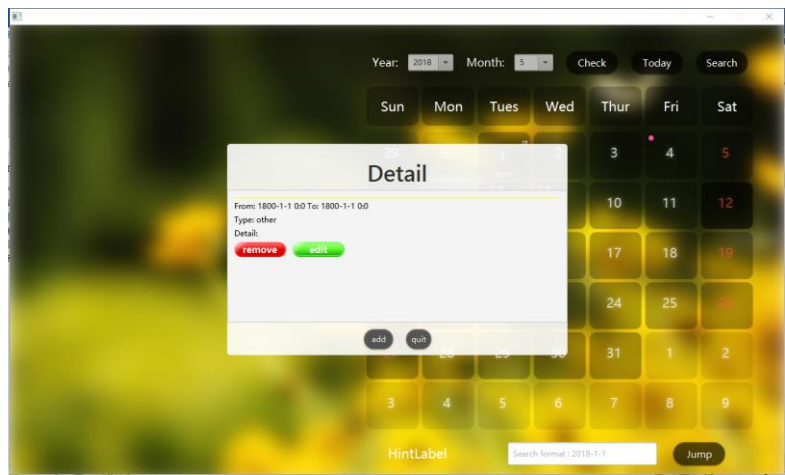 Year: 2018 Month: 5 Check Today Search
Sun Mon Tues Wed Thur Fri Sat
3 4 5
Detail
10 11 12
From: 1800-1-1 0:0 To: 1800-1-1 0:0
Type: other
Detail:
remove edit
17 18 19
24 25
add quit
28 29 30 31 1 2
3 4 5 6 7 8 9
HintLabel Search format : 2018-1-1 Jump